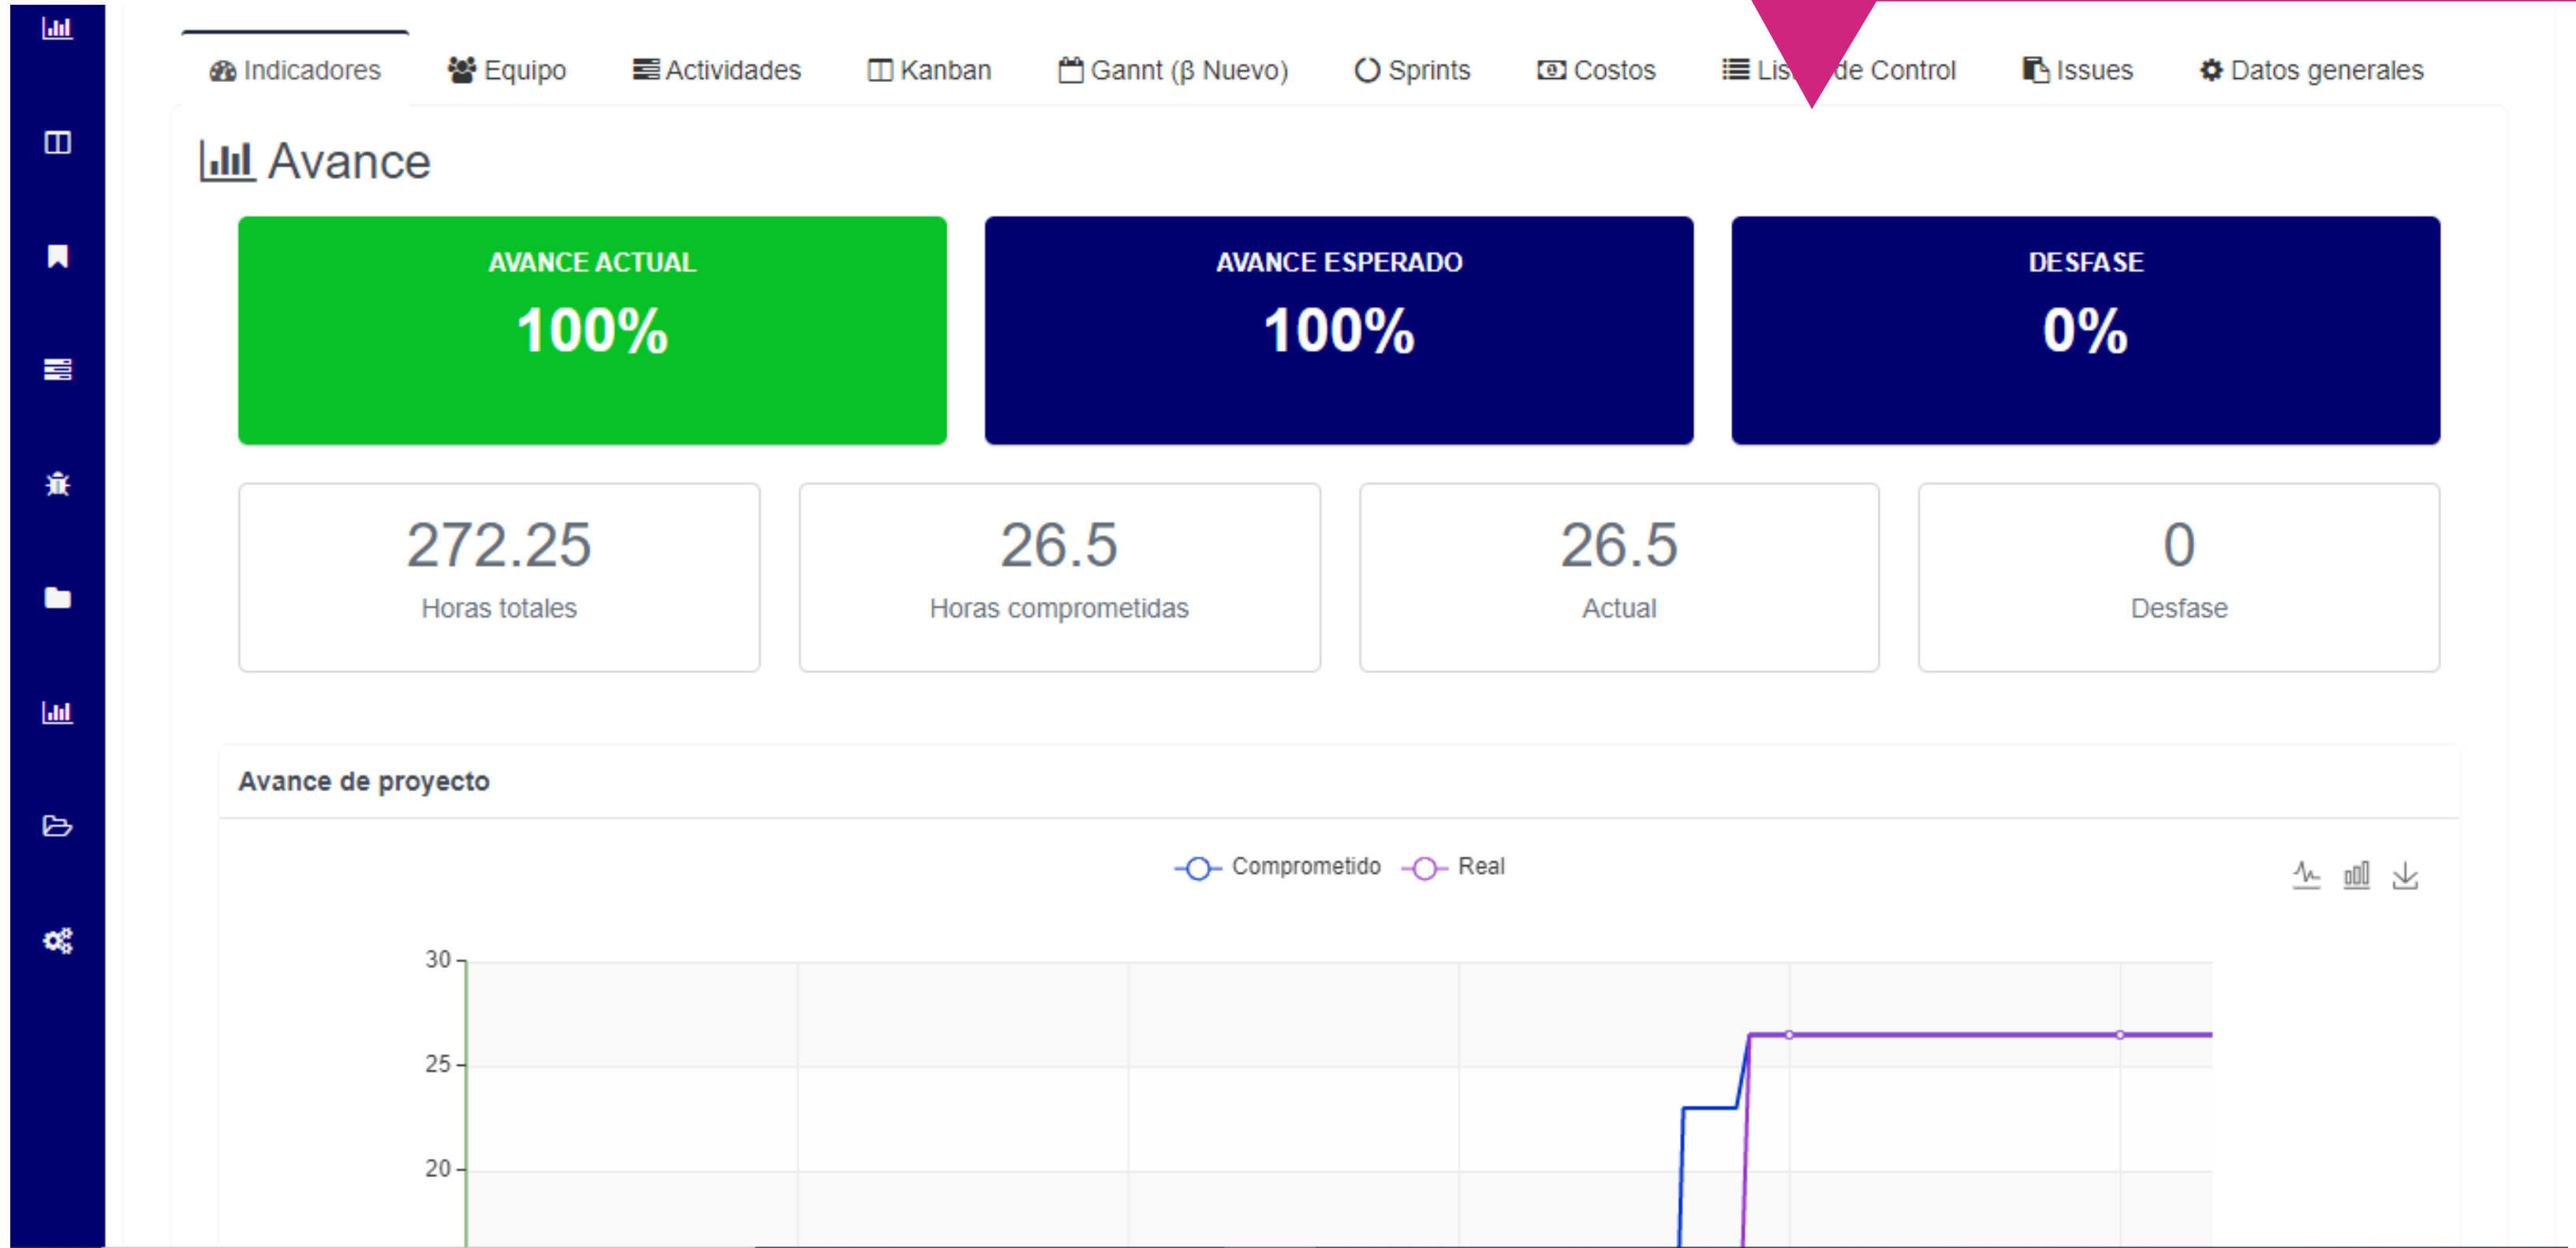 Indicadores Equipo Actividades Kanban Gannt (β Nuevo) Sprints Costos de Control Issues Datos generales
Avance
AVANCE ACTUAL AVANCE ESPERADO DESFASE
100% 100% 0%
272.25 26.5 26.5 0
Horas totales Horas comprometidas Actual Desfase
Avance de proyecto
Comprometido Real
30
25
20